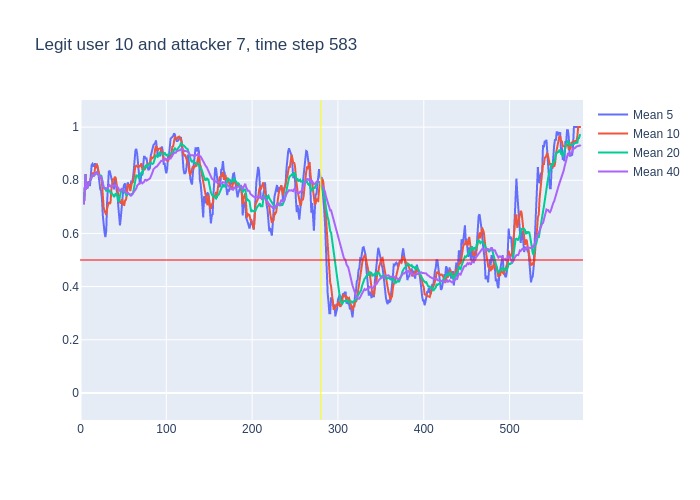 Legit user 10 and attacker 7, time step 583
Mean 5
Mean 10
Mean 20
Mean 40
1
0.8
0.6
0.4
0.2
0
0 100 200 300 400 500